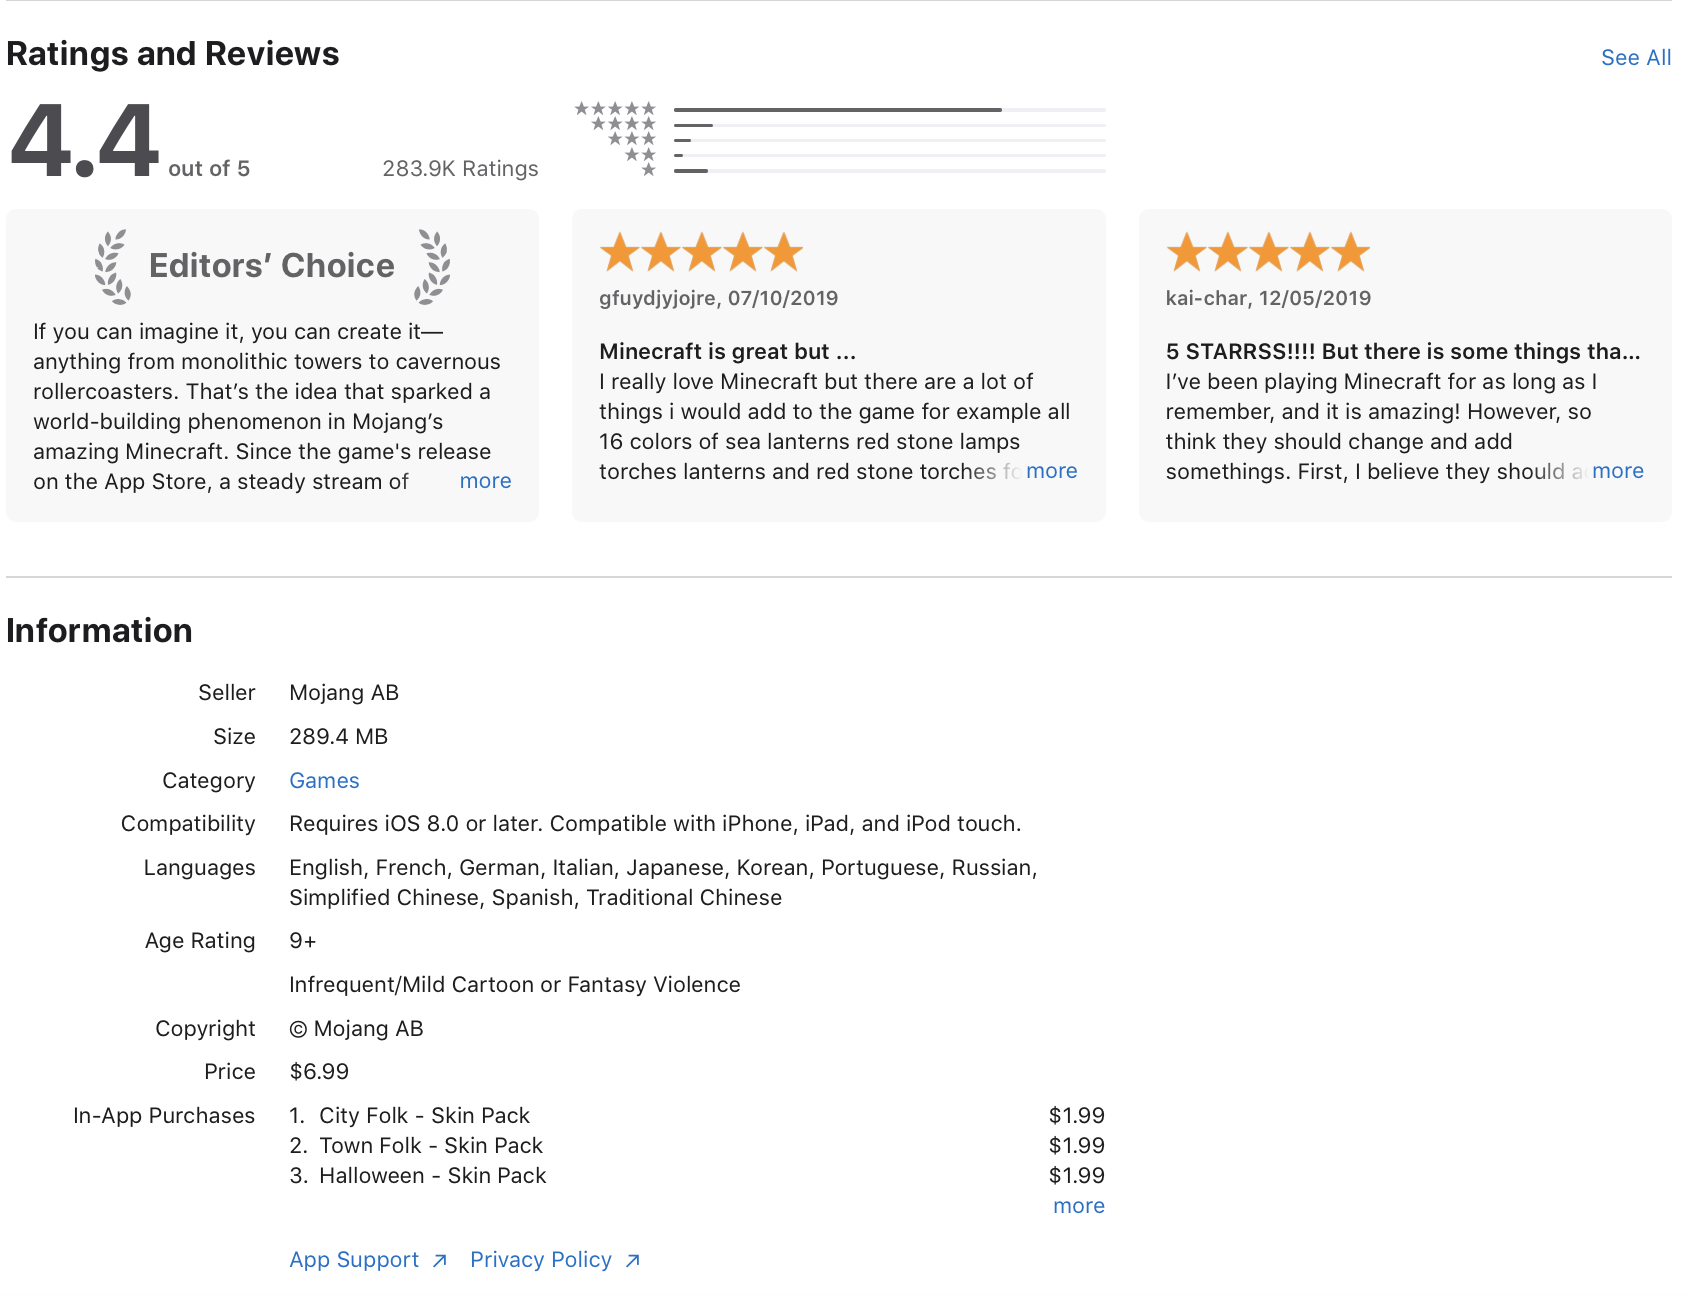 Ratings and Reviews
See All
4.4 out of 5
283.9K Ratings
Editors’ Choice
If you can imagine it, you can create it—
anything from monolithic towers to cavernous
rollercoasters. That’s the idea that sparked a
world-building phenomenon in Mojang’s
amazing Minecraft. Since the game's release
on the App Store, a steady stream of
more
gfuydjyjojre, 07/10/2019
Minecraft is great but ...
I really love Minecraft but there are a lot of
things i would add to the game for example all
16 colors of sea lanterns red stone lamps
torches lanterns and red stone torches
more
kai-char, 12/05/2019
5 STARRSS!!!! But there is some things tha...
I’ve been playing Minecraft for as long as I
remember, and it is amazing! However, so
think they should change and add
somethings. First, I believe they should
more
Information
Seller Mojang AB
Size 289.4 MB
Category Games
Compatibility Requires iOS 8.0 or later. Compatible with iPhone, iPad, and iPod touch.
Languages English, French, German, Italian, Japanese, Korean, Portuguese, Russian,
Simplified Chinese, Spanish, Traditional Chinese
Age Rating 9+
Infrequent/Mild Cartoon or Fantasy Violence
Copyright © Mojang AB
Price $6.99
In-App Purchases 1. City Folk - Skin Pack $1.99
2. Town Folk - Skin Pack $1.99
3. Halloween - Skin Pack $1.99
more
App Support ↗ Privacy Policy ↗